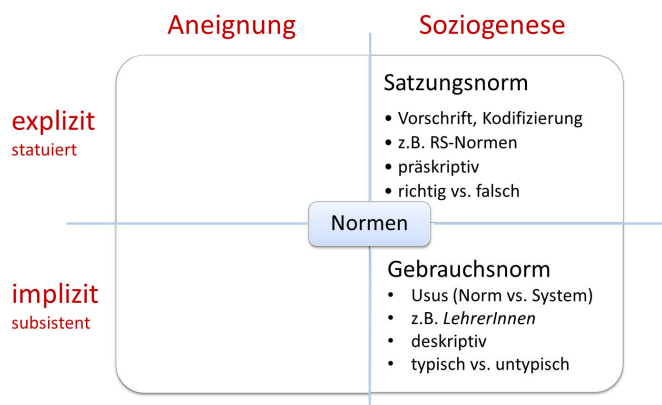 Aneignung
Soziogenese
explizit
statuiert
Satzungsnorm
• Vorschrift, Kodifizierung
• z.B. RS-Normen
• präskriptiv
• richtig vs. falsch
Normen
implizit
subsistent
Gebrauchsnorm
• Usus (Norm vs. System)
• z.B. LehrerInnen
• deskriptiv
• typisch vs. untypisch